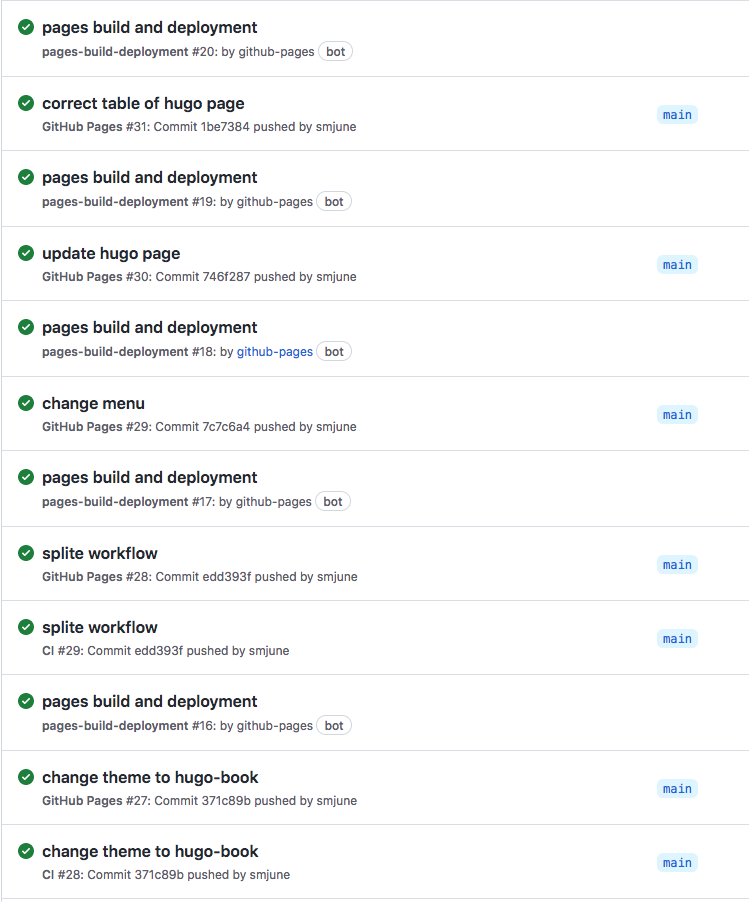 pages build and deployment
pages-build-deployment #20: by github-pages bot
correct table of hugo page
GitHub Pages #31: Commit 1be7384 pushed by smjune
main
pages build and deployment
pages-build-deployment #19: by github-pages bot
update hugo page
GitHub Pages #30: Commit 746f287 pushed by smjune
main
pages build and deployment
pages-build-deployment #18: by github-pages bot
change menu
GitHub Pages #29: Commit 7c7c6a4 pushed by smjune
main
pages build and deployment
pages-build-deployment #17: by github-pages bot
splite workflow
GitHub Pages #28: Commit edd393f pushed by smjune
main
splite workflow
CI #29: Commit edd393f pushed by smjune
main
pages build and deployment
pages-build-deployment #16: by github-pages bot
change theme to hugo-book
GitHub Pages #27: Commit 371c89b pushed by smjune
main
change theme to hugo-book
CI #28: Commit 371c89b pushed by smjune
main